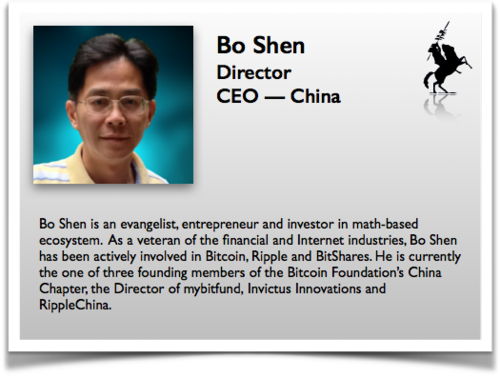 Bo Shen
Director
CEO — China
Bo Shen is an evangelist, entrepreneur and investor in math-based
ecosystem. As a veteran of the financial and Internet industries, Bo Shen
has been actively involved in Bitcoin, Ripple and BitShares. He is currently
the one of three founding members of the Bitcoin Foundation's China
Chapter, the Director of mybitfund, Invictus Innovations and
RippleChina.